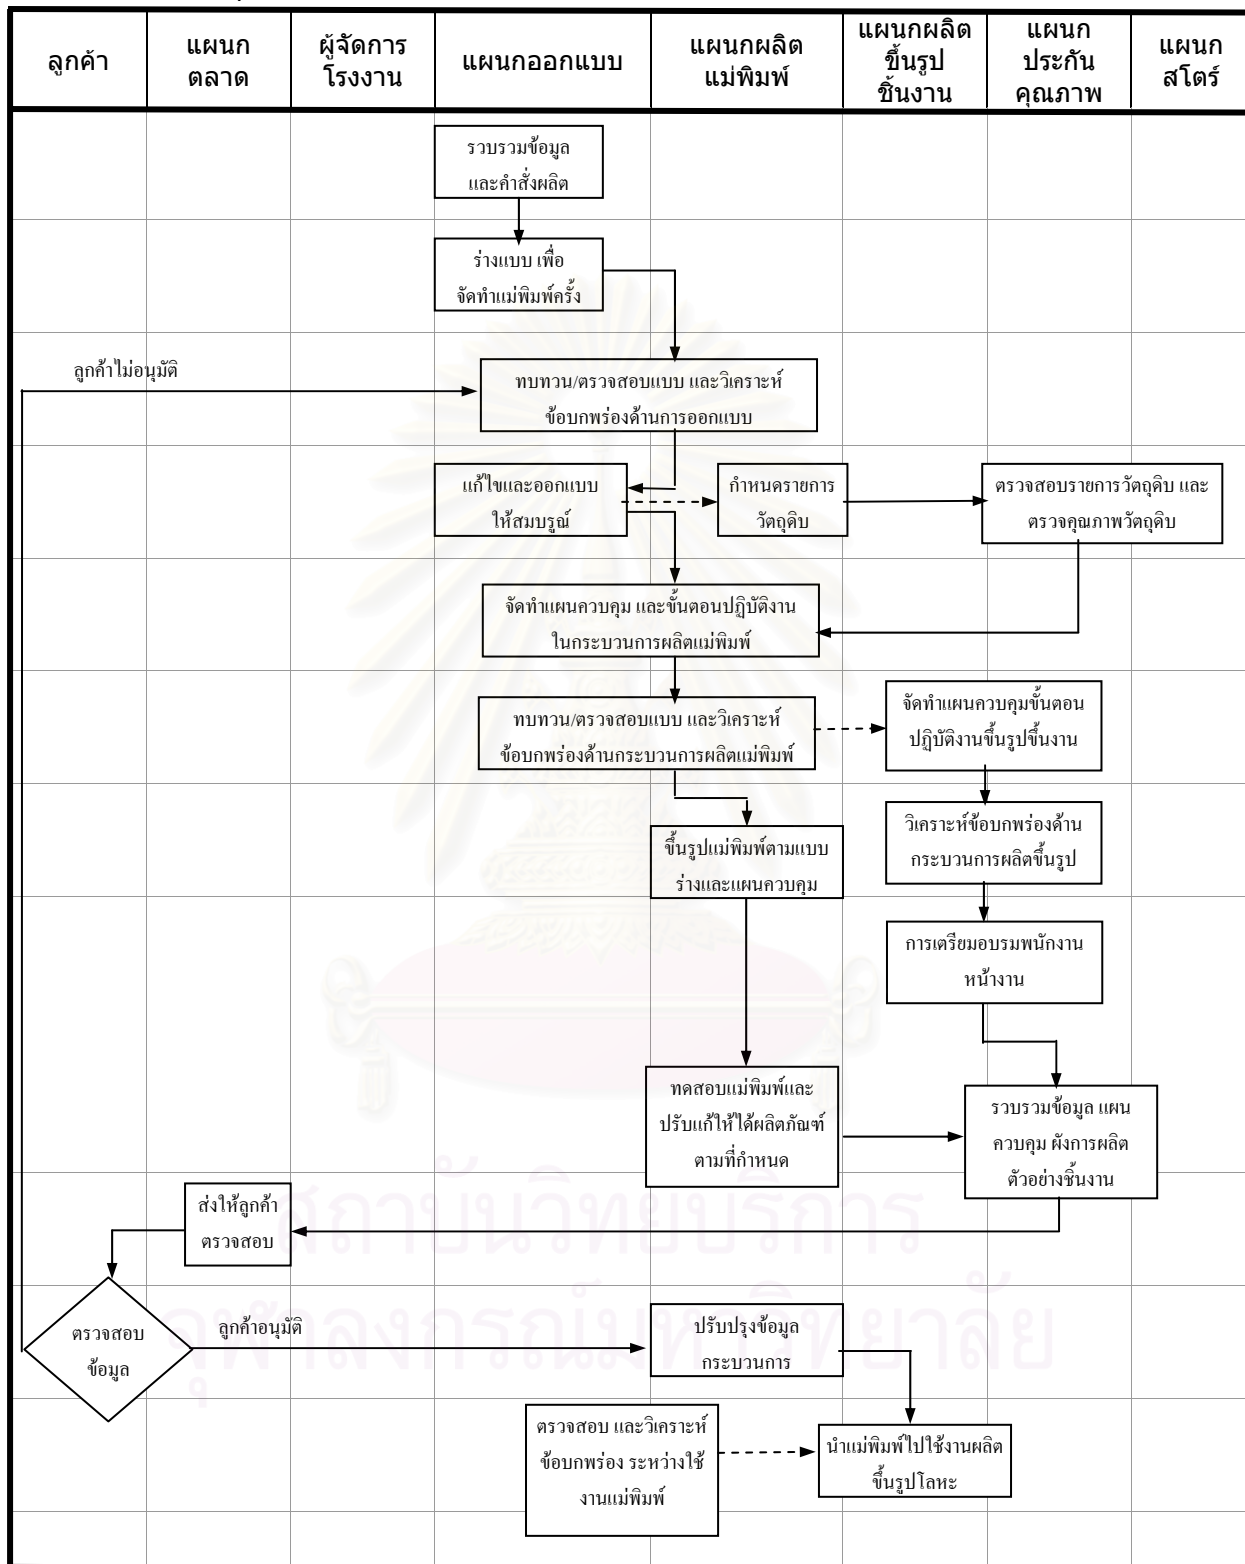 ลูกค้า
แผนก
ตลาด
ผู้จัดการ
โรงงาน
แผนกออกแบบ
แผนกผลิต
แม่พิมพ์
แผนกผลิต
ขึ้นรูป
ชิ้นงาน
แผนก
ประกัน
คุณภาพ
แผนก
สโตร์
รวบรวมข้อมูล
และคำสั่งผลิต
ร่างแบบ เพื่อ
จัดทำแม่พิมพ์ครั้ง
ลูกค้าไม่อนุมัติ
ทบทวน/ตรวจสอบแบบ และวิเคราะห์
ข้อบกพร่องด้านการออกแบบ
แก้ไขและออกแบบ
ให้สมบรูณ์
กำหนดรายการ
วัตถุดิบ
ตรวจสอบรายการวัตถุดิบ และ
ตรวจคุณภาพวัตถุดิบ
จัดทำแผนควบคุม และขั้นตอนปฏิบัติงาน
ในกระบวนการผลิตแม่พิมพ์
ทบทวน/ตรวจสอบแบบ และวิเคราะห์
ข้อบกพร่องด้านกระบวนการผลิตแม่พิมพ์
จัดทำแผนควบคุมขั้นตอน
ปฏิบัติงานขึ้นรูปขึ้นงาน
ขึ้นรูปแม่พิมพ์ตามแบบ
ร่างและแผนควบคุม
วิเคราะห์ข้อบกพร่องด้าน
กระบวนการผลิตขึ้นรูป
การเตรียมอบรมพนักงาน
หน้างาน
ทดสอบแม่พิมพ์และ
ปรับแก้ให้ได้ผลิตภัณฑ์
ตามที่กำหนด
รวบรวมข้อมูล แผน
ควบคุม ผังการผลิต
ตัวอย่างชิ้นงาน
ส่งให้ลูกค้า
ตรวจสอบ
สถาบันวิทยบริการ
จุฬาลงกรณ์มหาวิทยาลัย
ตรวจสอบ
ข้อมูล
ลูกค้าอนุมัติ
ปรับปรุงข้อมูล
กระบวนการ
ตรวจสอบ และวิเคราะห์
ข้อบกพร่อง ระหว่างใช้
งานแม่พิมพ์
นำแม่พิมพ์ไปใช้งานผลิต
ขึ้นรูปโลหะ